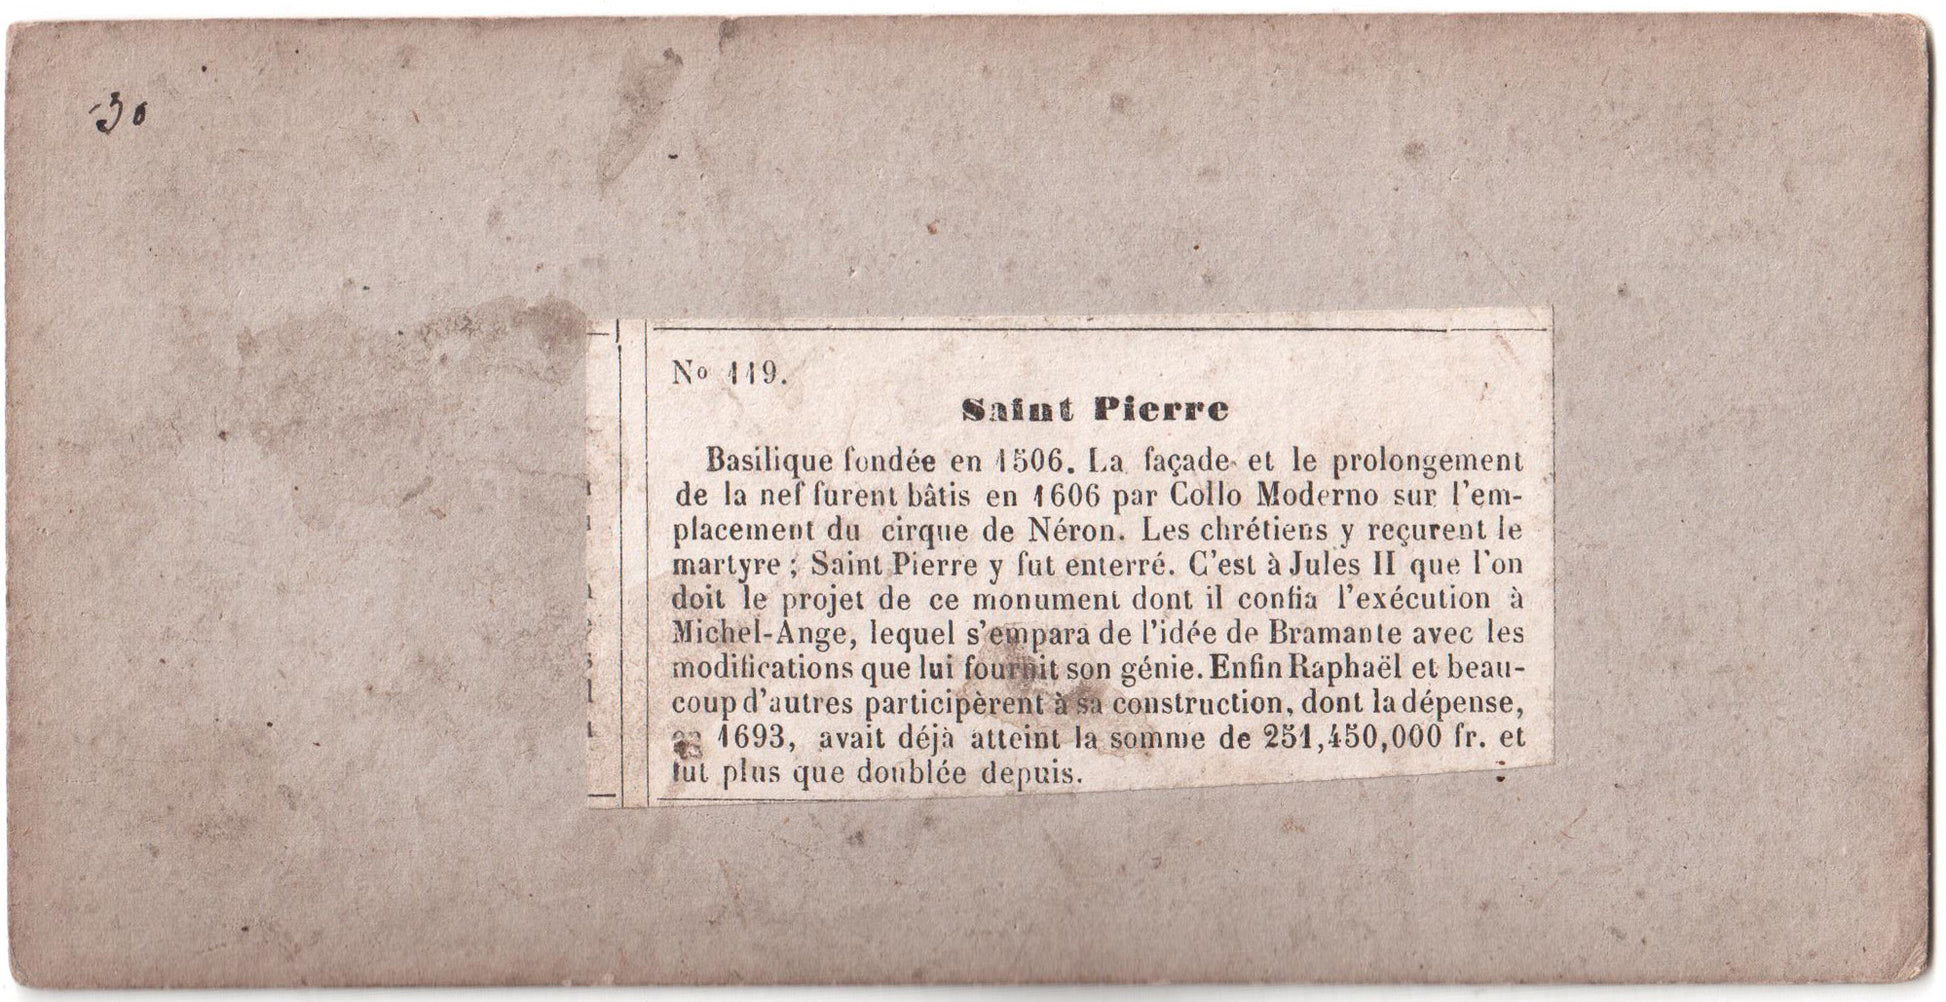 30
No 119.
Saint Pierre
Basilique fondée en 1506. La façade et le prolongement
de la nef furent bâtis en 1606 par Collo Moderno sur l'em-
placement du cirque de Néron. Les chrétiens y reçurent le
martyre ; Saint Pierre y fut enterré. C'est à Jules II que l'on
doit le projet de ce monument dont il confia l'exécution à
Michel-Ange, lequel s'empara de l'idée de Bramante avec les
modifications que lui fournit son génie. Enfin Raphaël et beau-
coup d'autres participèrent à sa construction, dont la dépense,
en 1693, avait déjà atteint la somme de 251,450,000 fr. et
fut plus que doublée depuis.